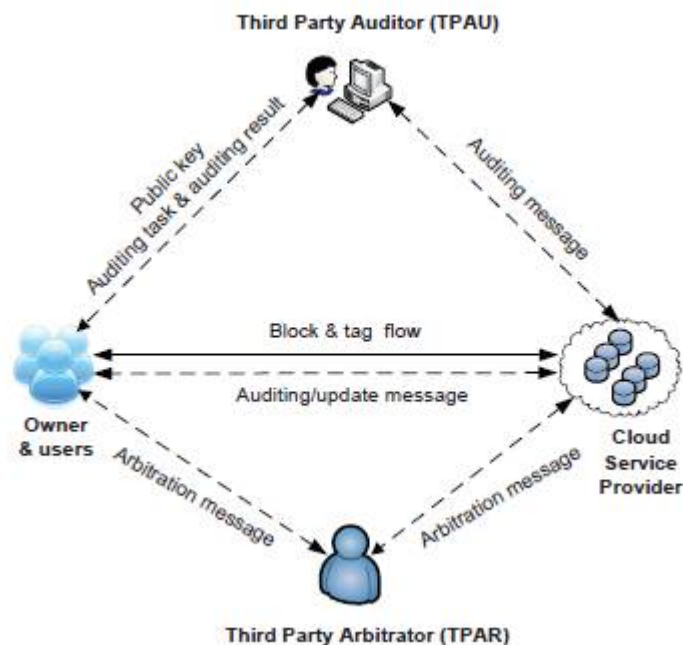 Third Party Auditor (TPAU)
Public key
Auditing task & auditing result
Auditing message
Block & tag flow
Auditing/update message
Owner
& users
Cloud
Service
Provider
Arbitration message
Arbitration message
Third Party Arbitrator (TPAR)